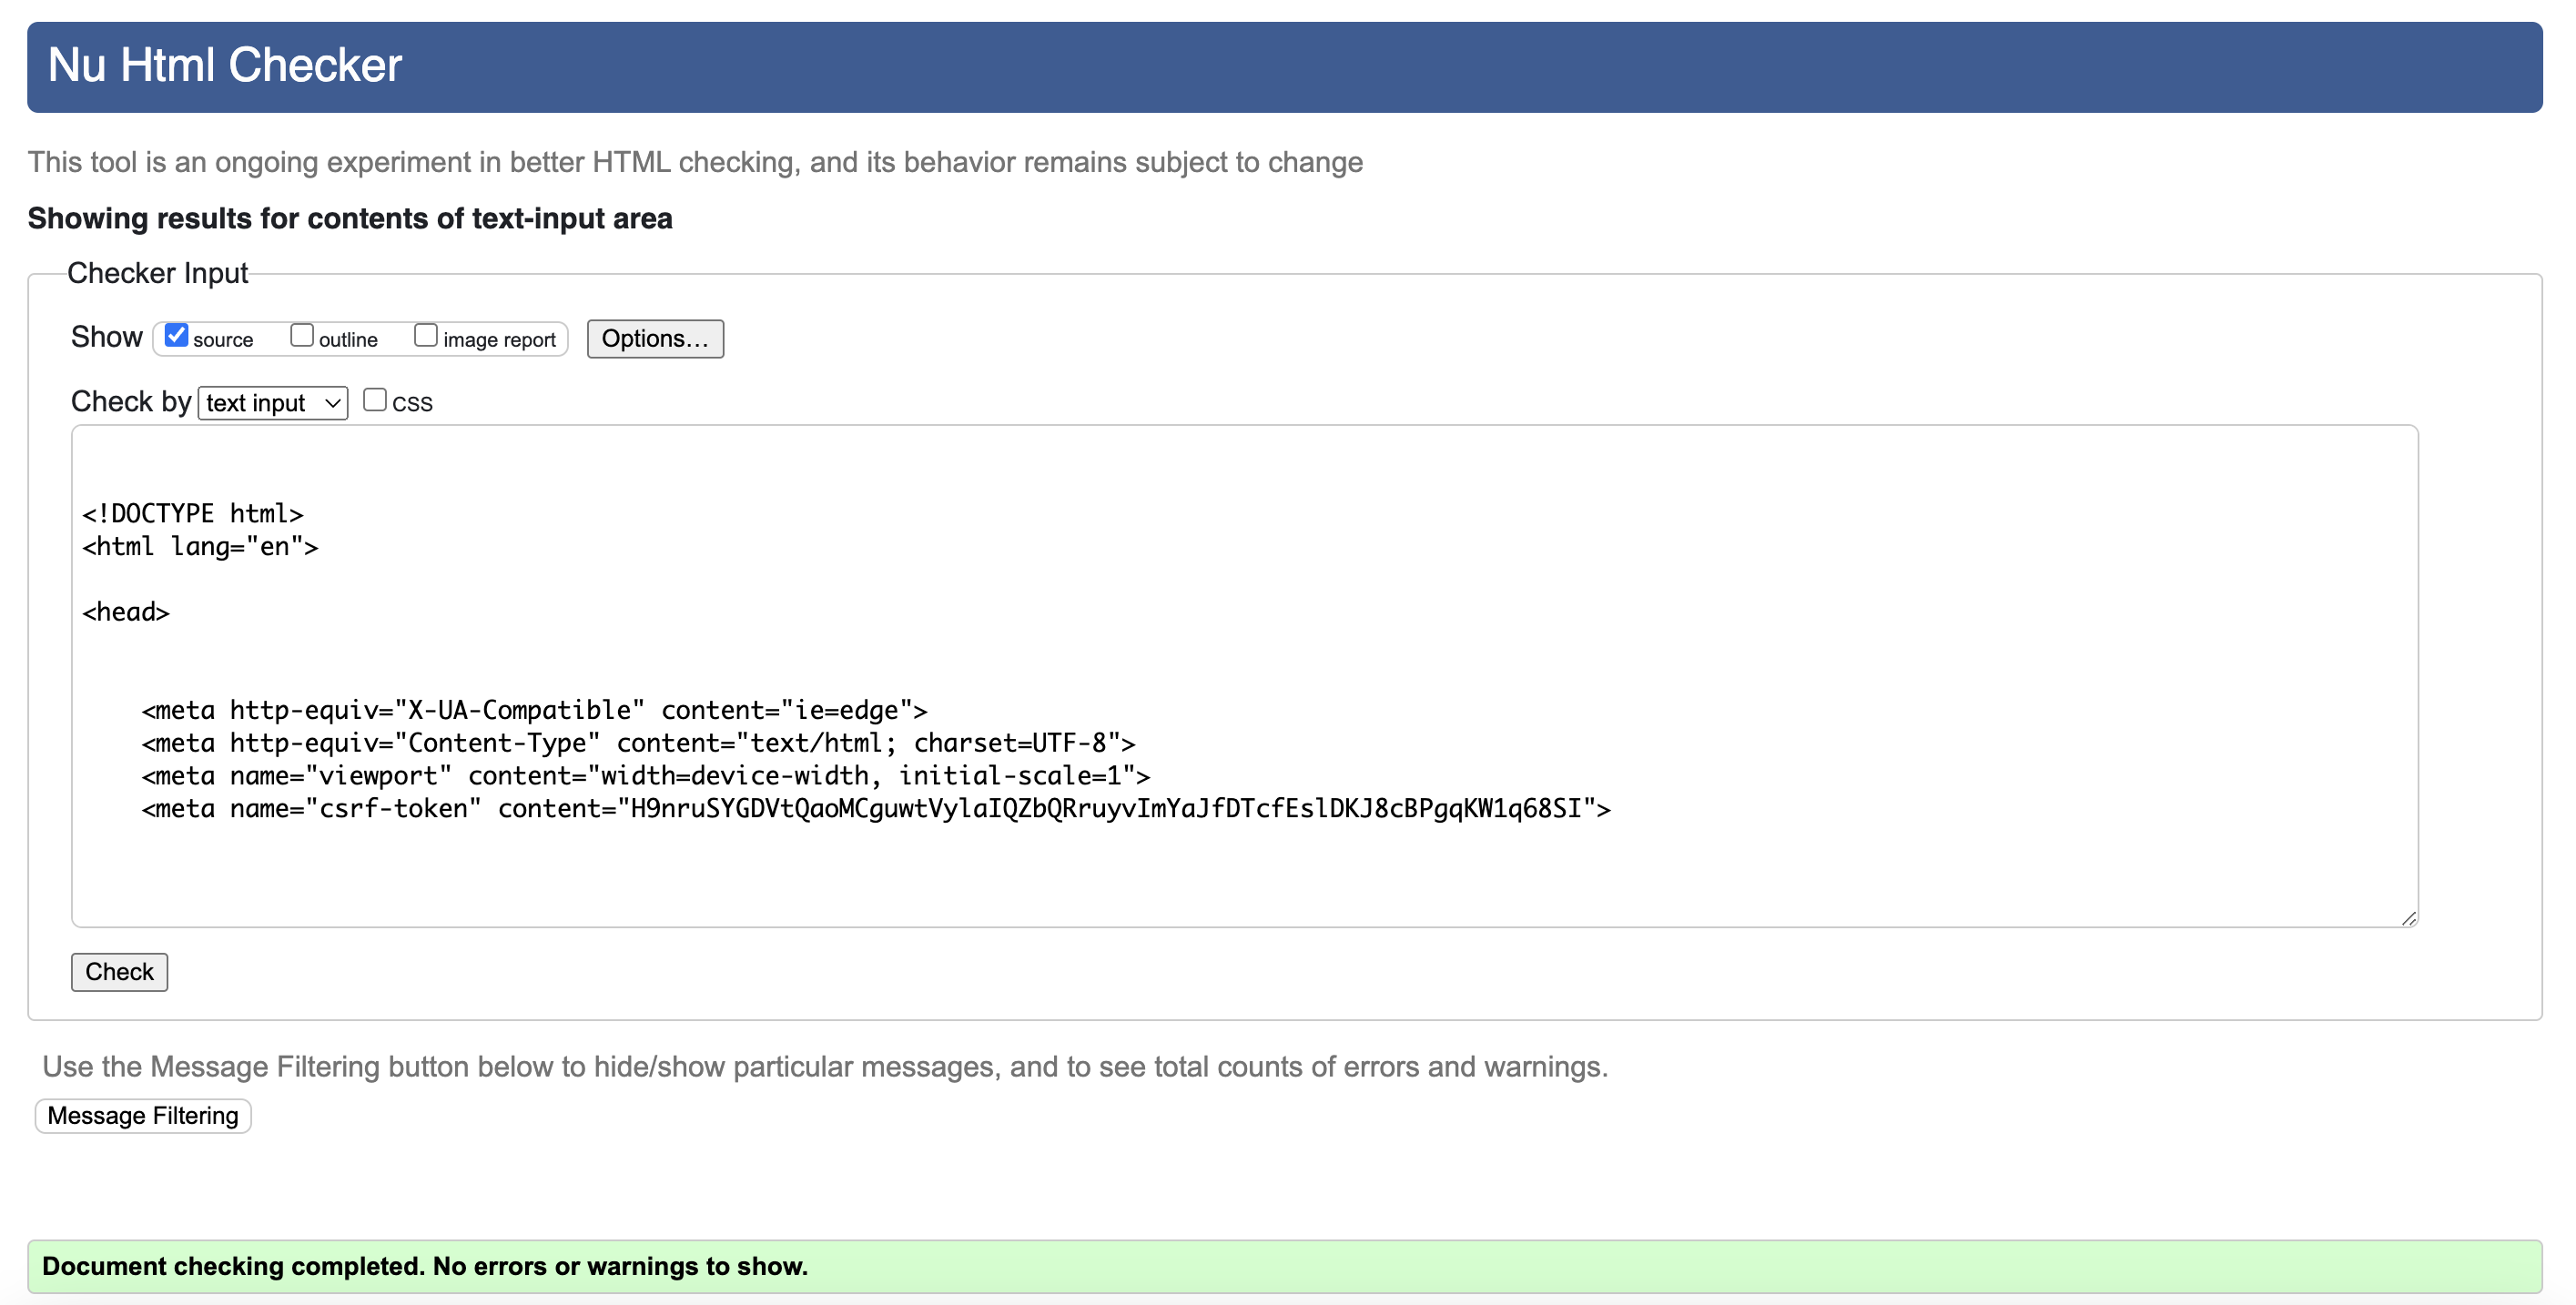 Nu Html Checker
This tool is an ongoing experiment in better HTML checking, and its behavior remains subject to change
Showing results for contents of text-input area
Checker Input
Show source outline image report Options...
Check by text input css
<!DOCTYPE html>
<html lang="en">
<head>
<meta http-equiv="X-UA-Compatible" content="ie=edge">
<meta http-equiv="Content-Type" content="text/html; charset=UTF-8">
<meta name="viewport" content="width=device-width, initial-scale=1">
<meta name="csrf-token" content="H9nruSYGDVtQaoMCguwtVylaIQZbQRruyvImYaJfDTcfEslDKJ8cBPgqKW1q68SI">
Check
Use the Message Filtering button below to hide/show particular messages, and to see total counts of errors and warnings.
Message Filtering
Document checking completed. No errors or warnings to show.